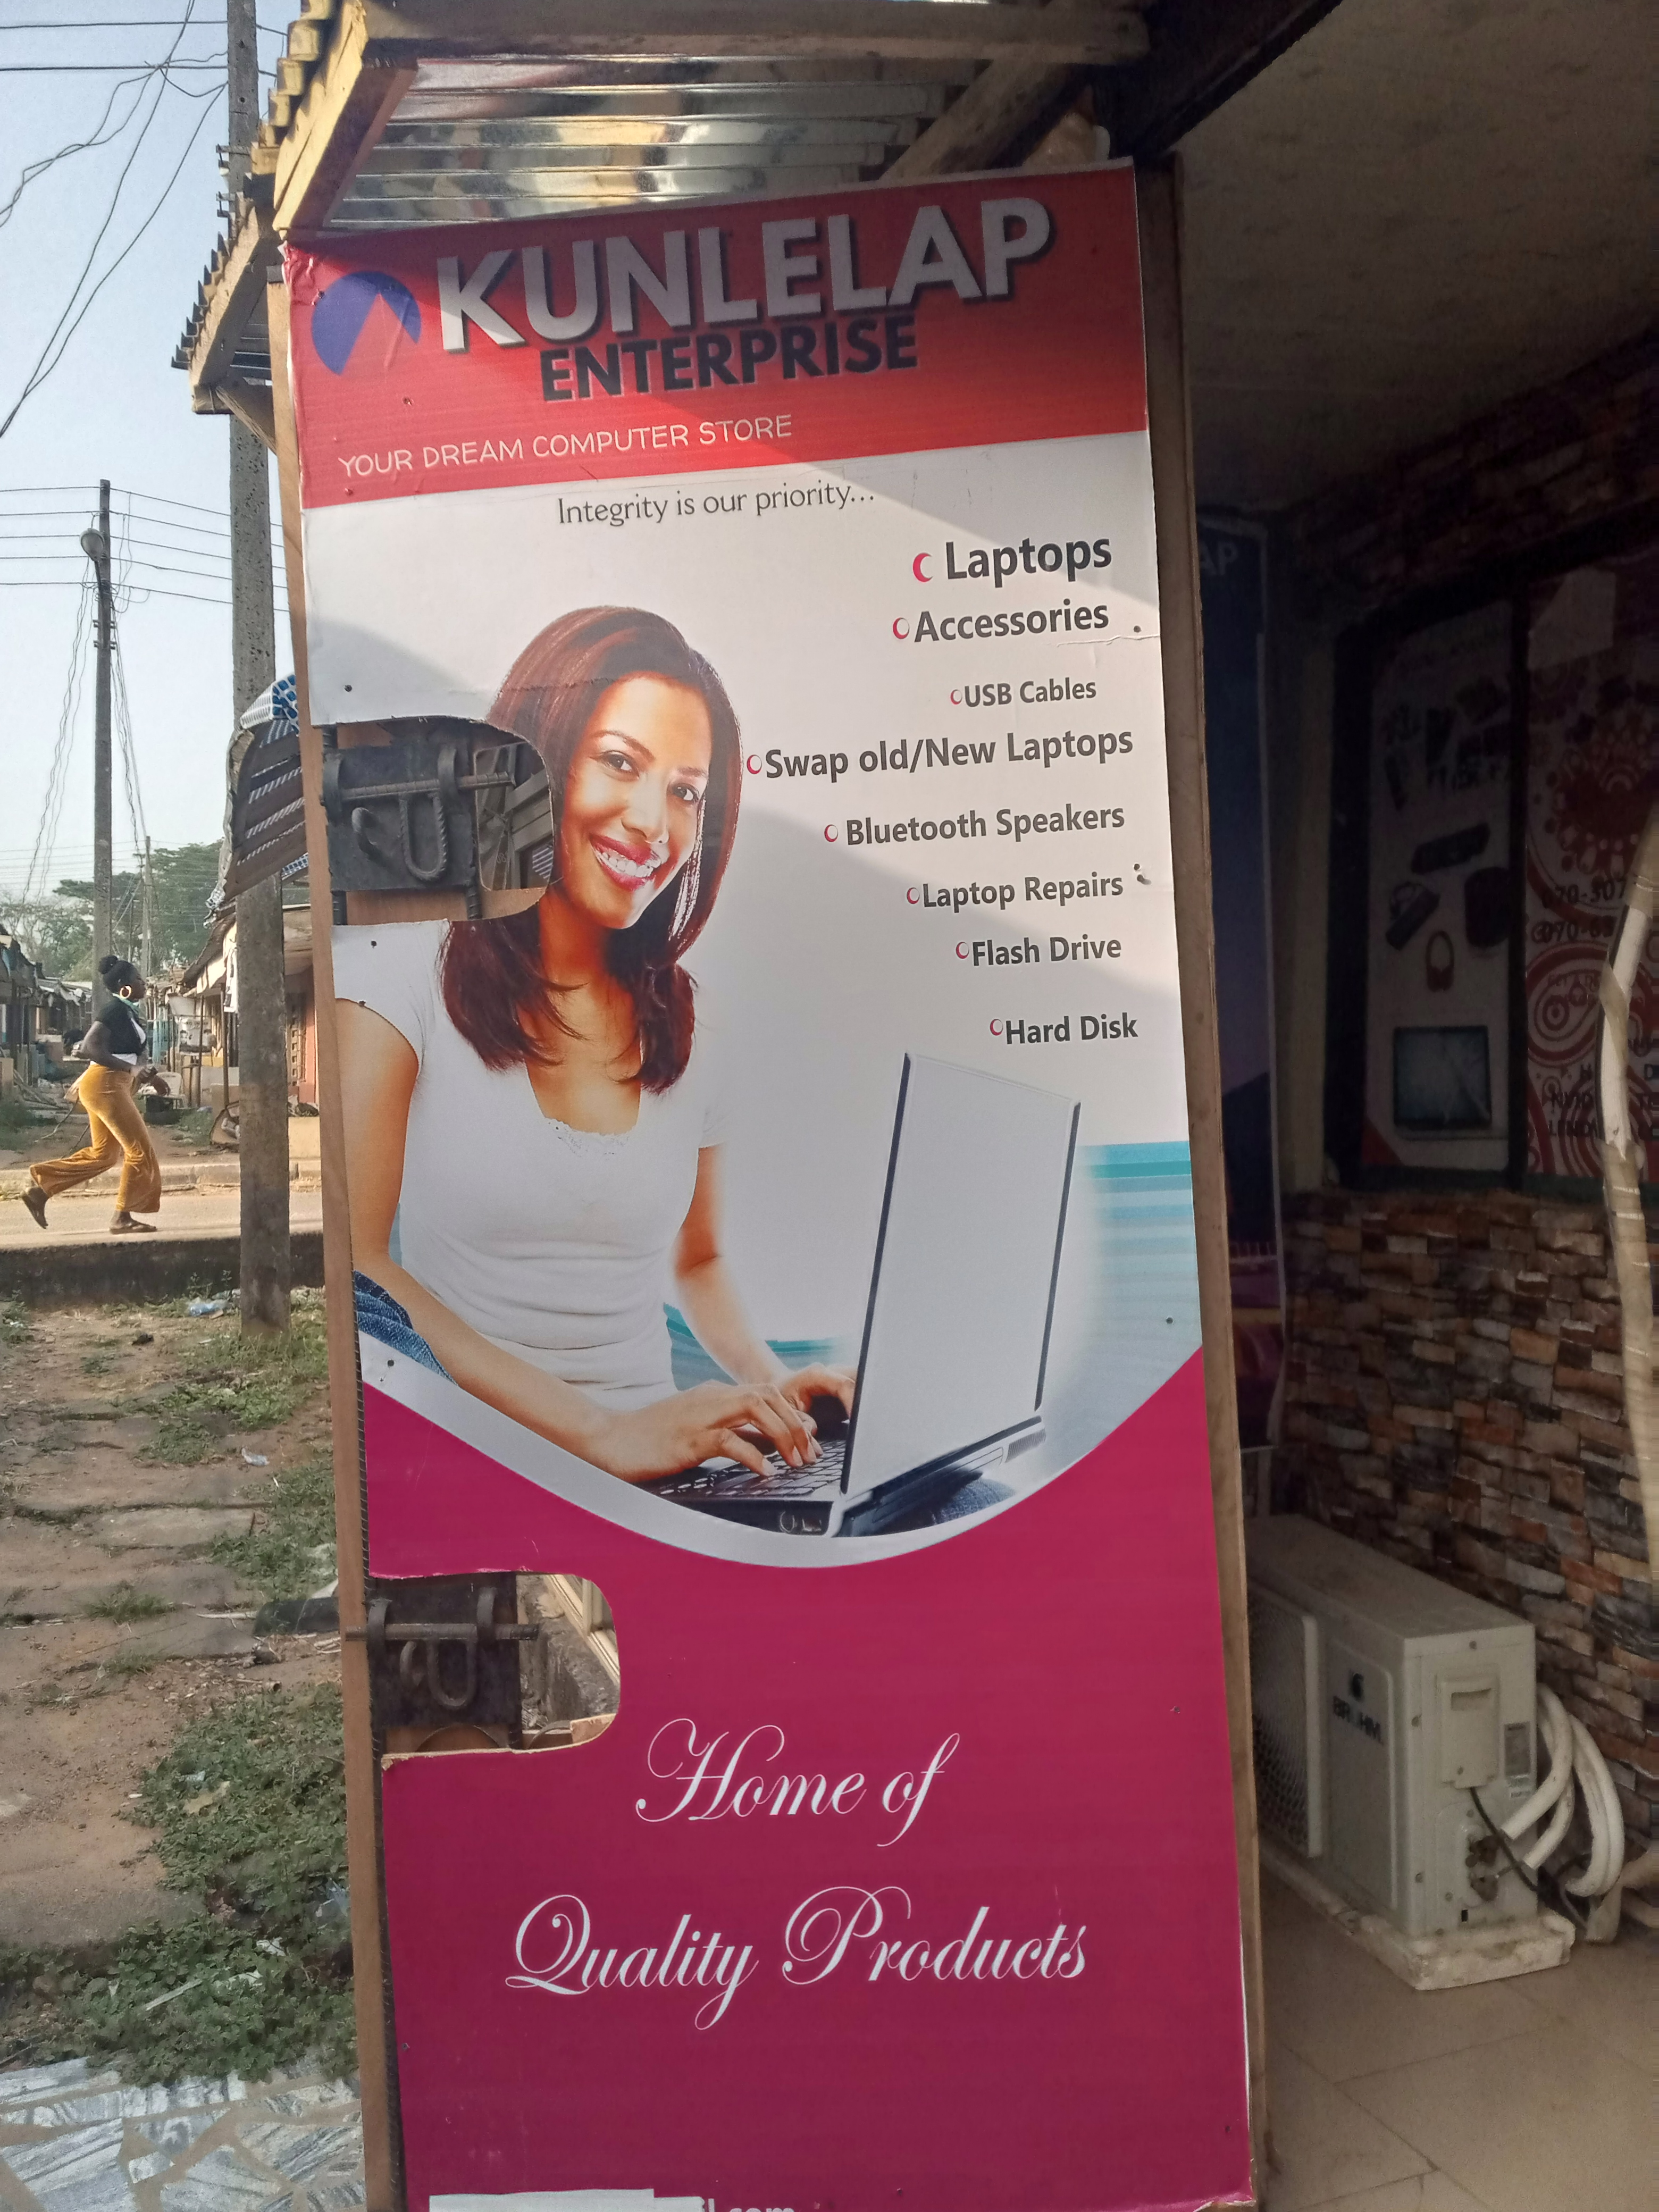 KUNLELAP
ENTERPRISE
YOUR DREAM COMPUTER STORE
Integrity is our priority...
Laptops
Accessories
USB Cables
Swap old/New Laptops
Bluetooth Speakers
Laptop Repairs
Flash Drive
Hard Disk
Home of
Quality Products